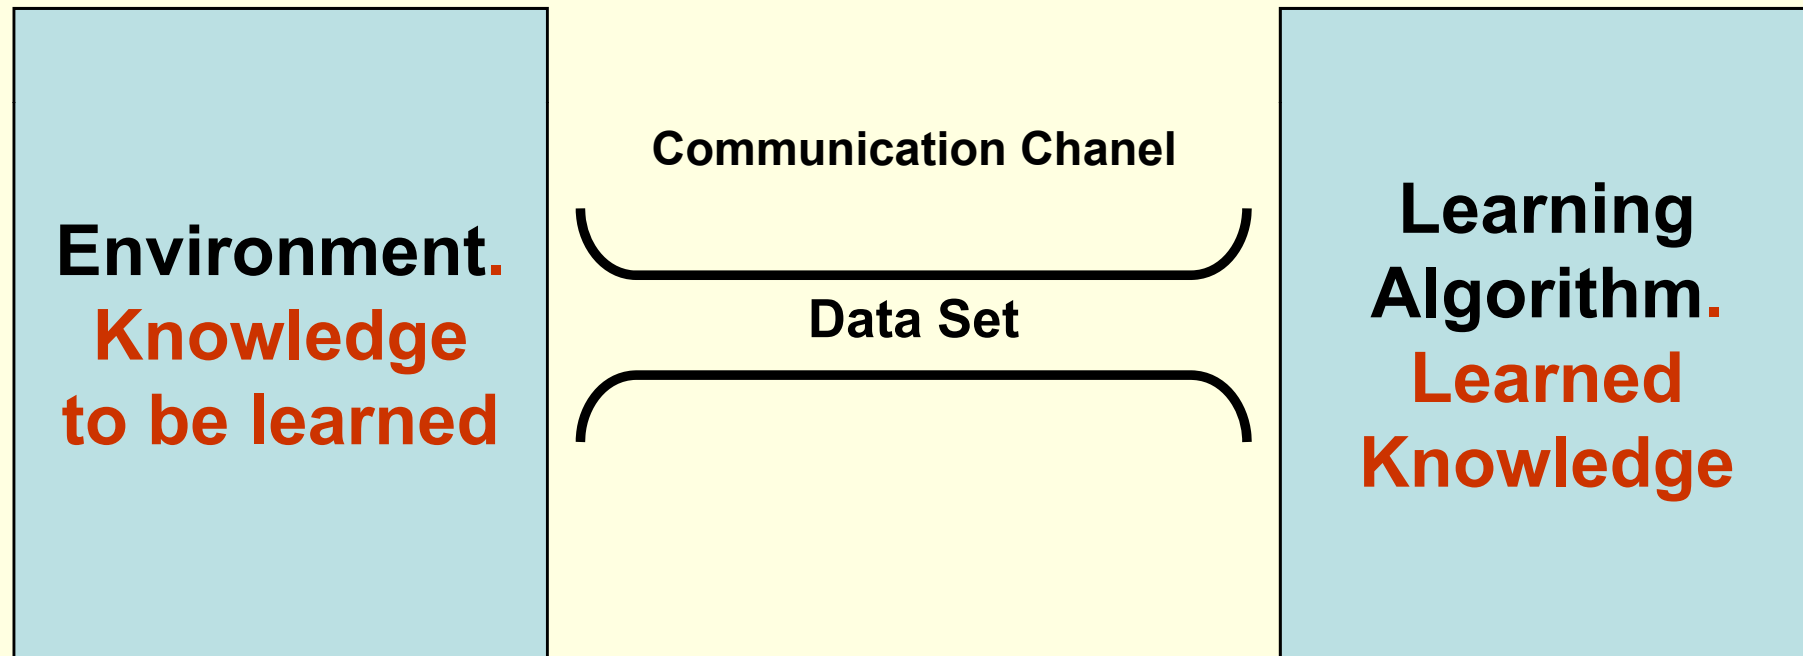 Environment.
Knowledge
to be learned
Communication Chanel
Data Set
Learning
Algorithm.
Learned
Knowledge